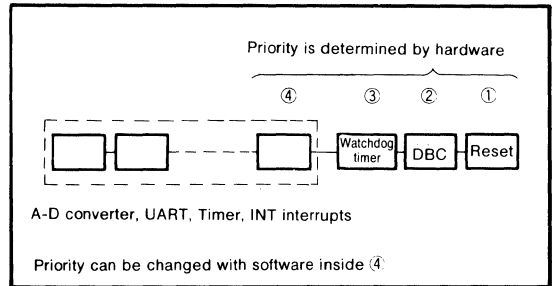 Priority is determined by hardware
④ ③ ② ①
Watchdog
timer
DBC
Reset
A-D converter, UART, Timer, INT interrupts
Priority can be changed with software inside ④